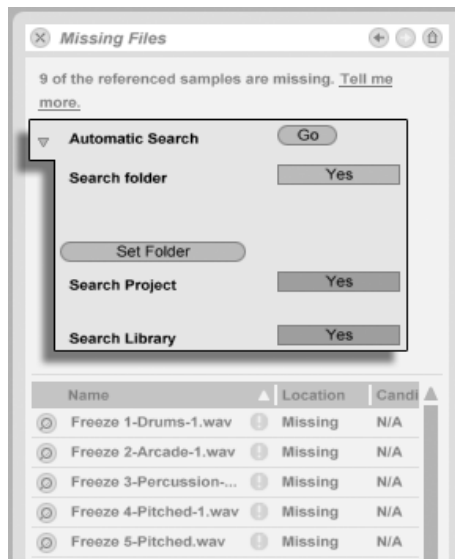 Missing Files
9 of the referenced samples are missing. Tell me
more.
Automatic Search Go
Search folder Yes
Set Folder
Search Project Yes
Search Library Yes
Name Location Candi
Freeze 1-Drums-1.wav Missing N/A
Freeze 2-Arcade-1.wav Missing N/A
Freeze 3-Percussion-... Missing N/A
Freeze 4-Pitched-1.wav Missing N/A
Freeze 5-Pitched.wav Missing N/A